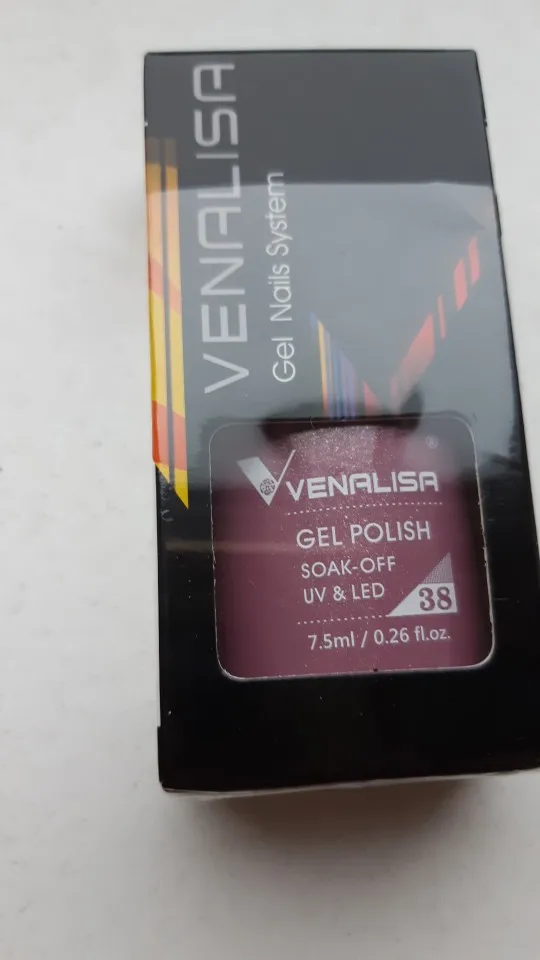 VENALISA
Gel Nails System
®
VENALISA
GEL POLISH
SOAK-OFF
UV & LED
38
7.5ml / 0.26 fl.oz.